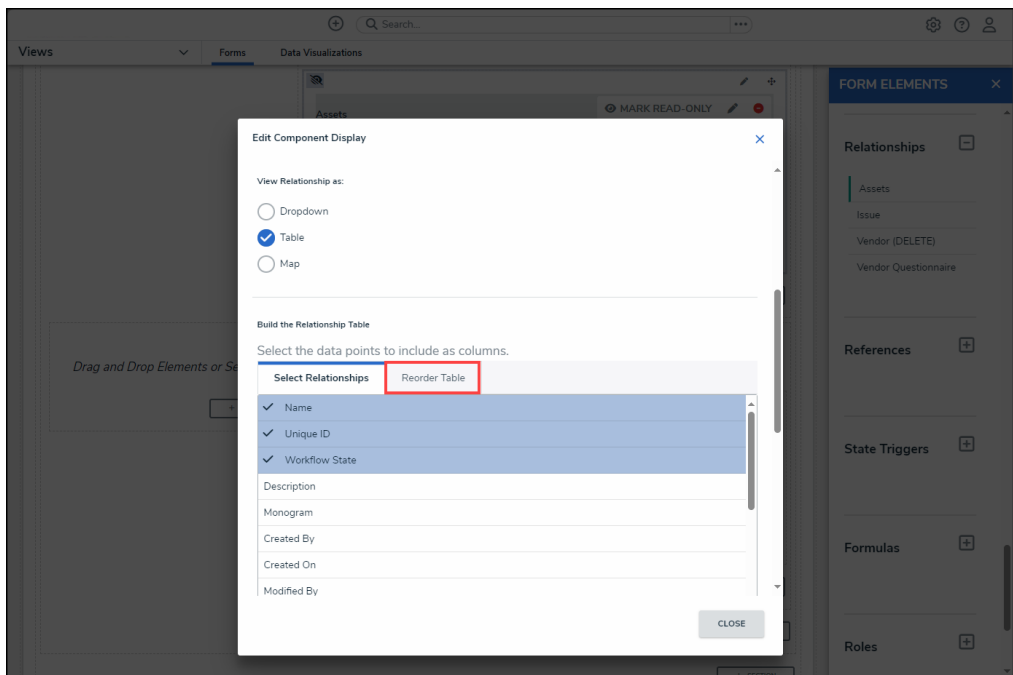 Search...
Views
Forms
Data Visualizations
FORM ELEMENTS
Assets
MARK READ-ONLY
Edit Component Display
Relationships
View Relationship as:
Assets
Dropdown
Issue
Table
Vendor (DELETE)
Map
Vendor Questionnaire
Build the Relationship Table
Select the data points to include as columns.
References
Drag and Drop Elements or Se
Select Relationships
Reorder Table
Name
Unique ID
State Triggers
Workflow State
Description
Monogram
Created By
Formulas
Created On
Modified By
CLOSE
Roles